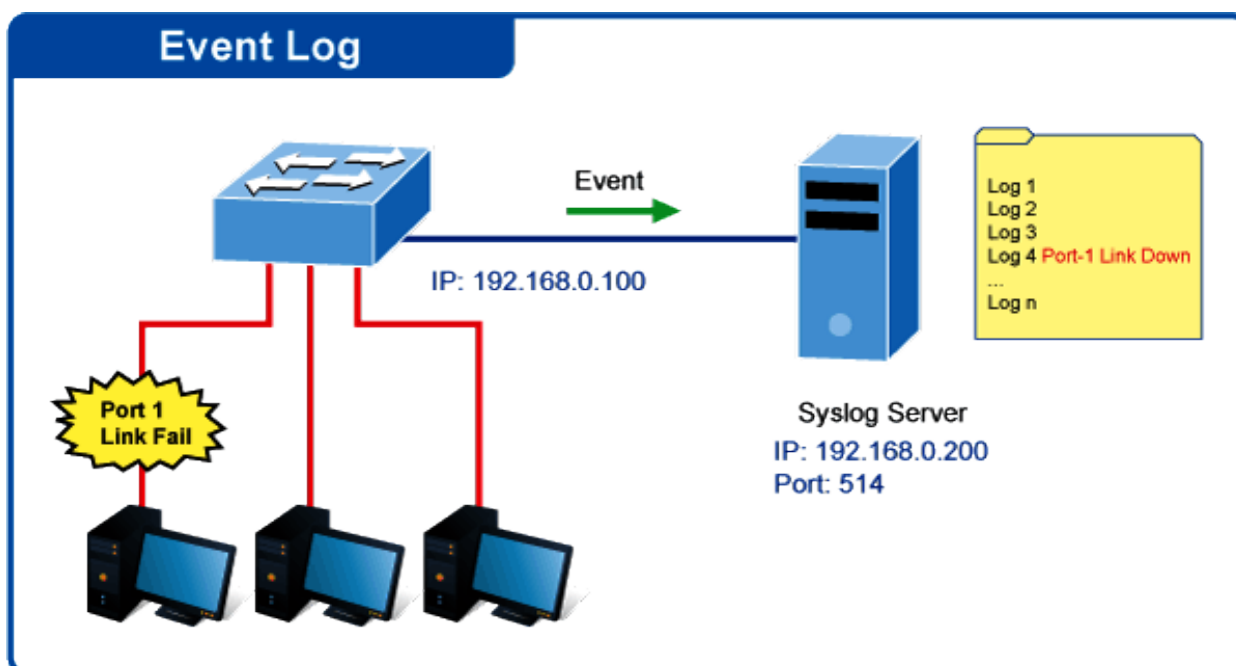 Event Log
Event
IP: 192.168.0.100
Port 1
Link Fail
Log 1
Log 2
Log 3
Log 4 Port-1 Link Down
...
Log n
Syslog Server
IP: 192.168.0.200
Port: 514